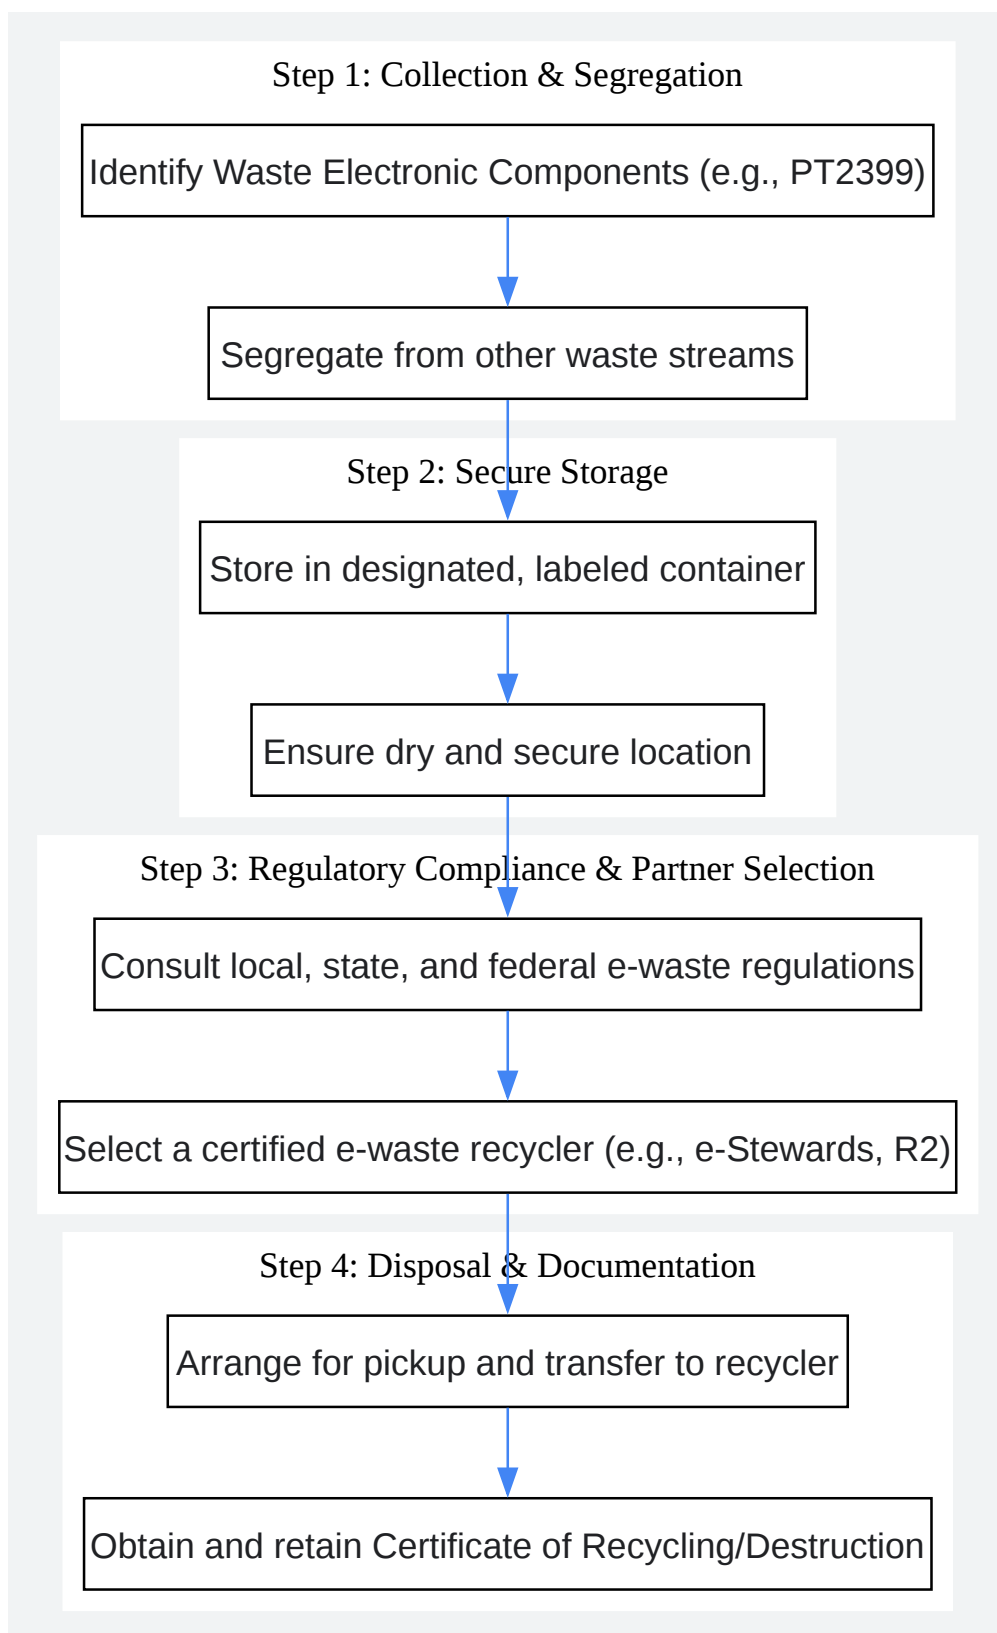 Step 1: Collection & Segregation
Identify Waste Electronic Components (e.g., PT2399)
Segregate from other waste streams
Step 2: Secure Storage
Store in designated, labeled container
Ensure dry and secure location
Step 3: Regulatory Compliance & Partner Selection
Consult local, state, and federal e-waste regulations
Select a certified e-waste recycler (e.g., e-Stewards, R2)
Step 4: Disposal & Documentation
Arrange for pickup and transfer to recycler
Obtain and retain Certificate of Recycling/Destruction